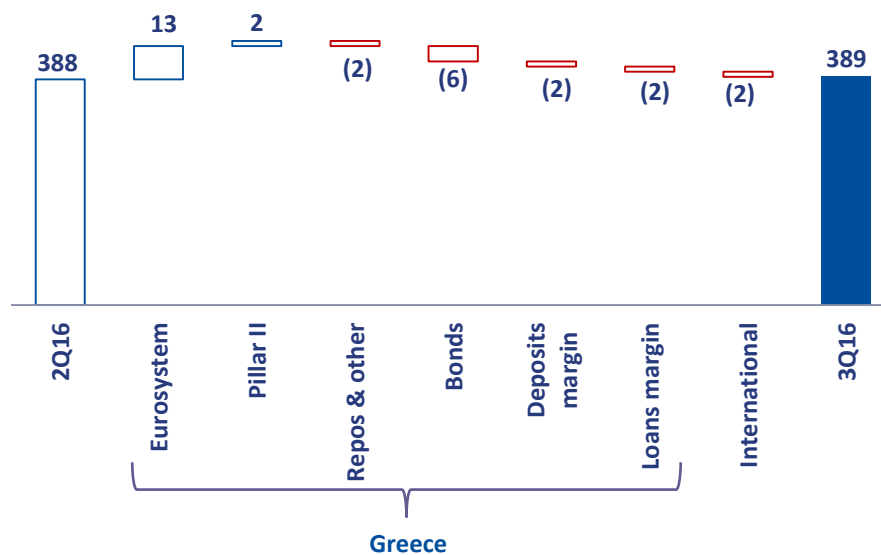 388
13
2
(2)
(6)
(2)
(2)
(2)
389
2Q16
Eurosystem
Pillar II
Repos & other
Bonds
Deposits
margin
Loans margin
International
3Q16
Greece